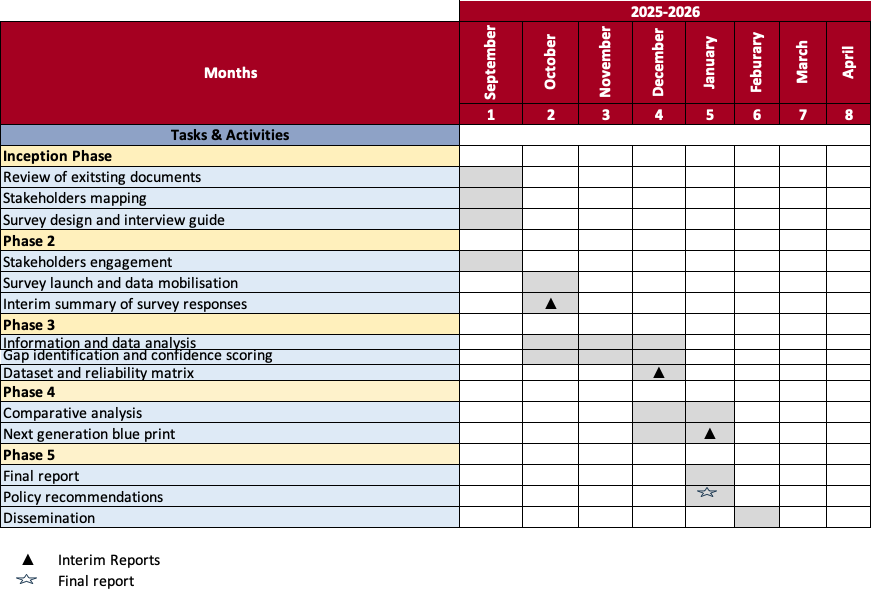 2025-2026
Months
September
October
November
December
January
Feburary
March
April
1 2 3 4 5 6 7 8
Tasks & Activities
Inception Phase
Review of exitsting documents
Stakeholders mapping
Survey design and interview guide
Phase 2
Stakeholders engagement
Survey launch and data mobilisation
Interim summary of survey responses
Phase 3
Information and data analysis
Gap identification and confidence scoring
Dataset and reliability matrix
Phase 4
Comparative analysis
Next generation blue print
Phase 5
Final report
Policy recommendations
Dissemination
Interim Reports
Final report